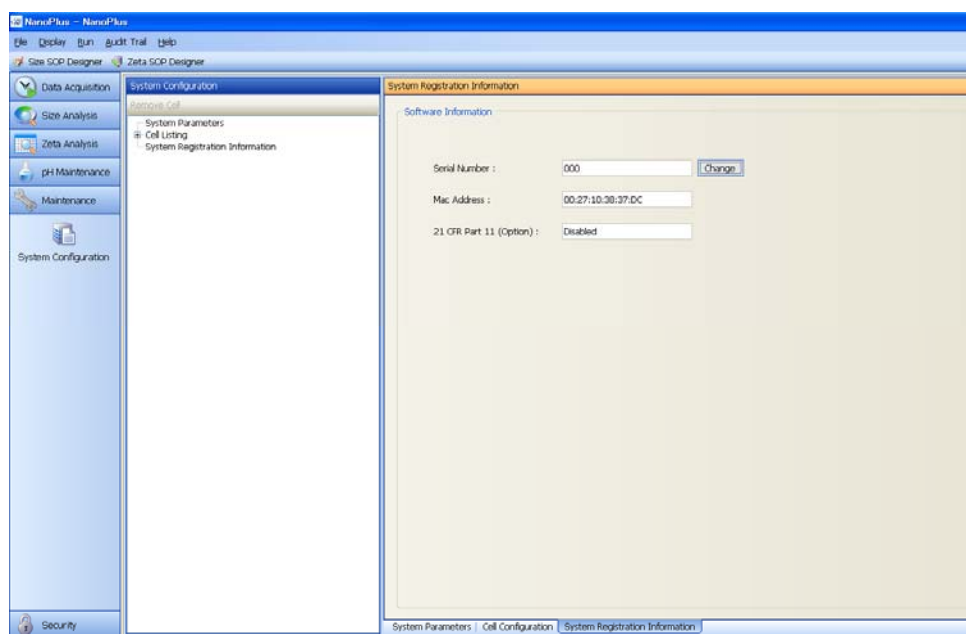 NanoPlus - NanoPlus
File Display Run Audit Trail Help
Size SOP Designer Zeta SOP Designer
Data Acquisition
Size Analysis
Zeta Analysis
pH Maintenance
Maintenance
System Configuration
Security
System Configuration
Remove Cell
System Parameters
Cell Listing
System Registration Information
System Registration Information
Software Information
Serial Number : 000 Change
Mac Address : 00:27:10:38:37:DC
21 CFR Part 11 (Option) : Disabled
System Parameters | Cell Configuration System Registration Information